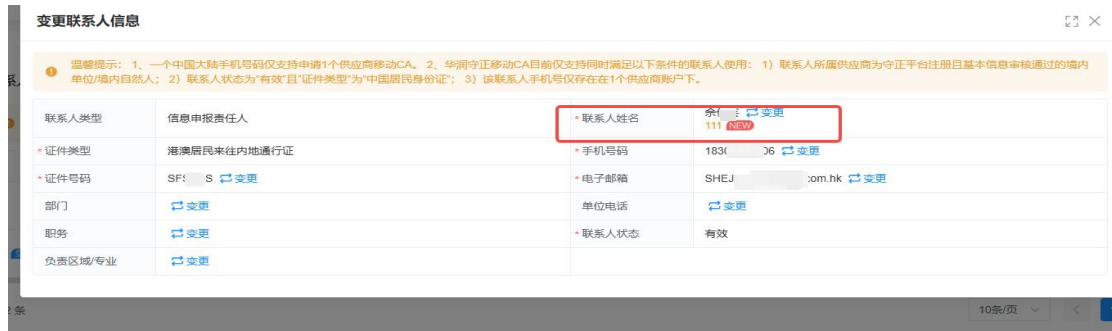 变更联系人信息
温馨提示: 1、一个中国大陆手机号码仅支持申请1个供应商移动CA。 2、华润守正移动CA目前仅支持同时满足以下条件的联系人使用: 1) 联系人所属供应商为守正平台注册且基本信息审核通过的境内
单位/境内自然人; 2) 联系人状态为"有效"且"证件类型"为"中国居民身份证"; 3) 该联系人手机号仅存在在1个供应商账户下。
系
联系人类型 信息申报责任人 * 联系人姓名 余 变更
111 NEW
* 证件类型 港澳居民来往内地通行证 * 手机号码 183 06 变更
* 证件号码 SF S 变更 * 电子邮箱 SHE om.hk 变更
部门 变更 单位电话 变更
职务 变更 * 联系人状态 有效
负责区域/专业 变更
2 条 10条/页